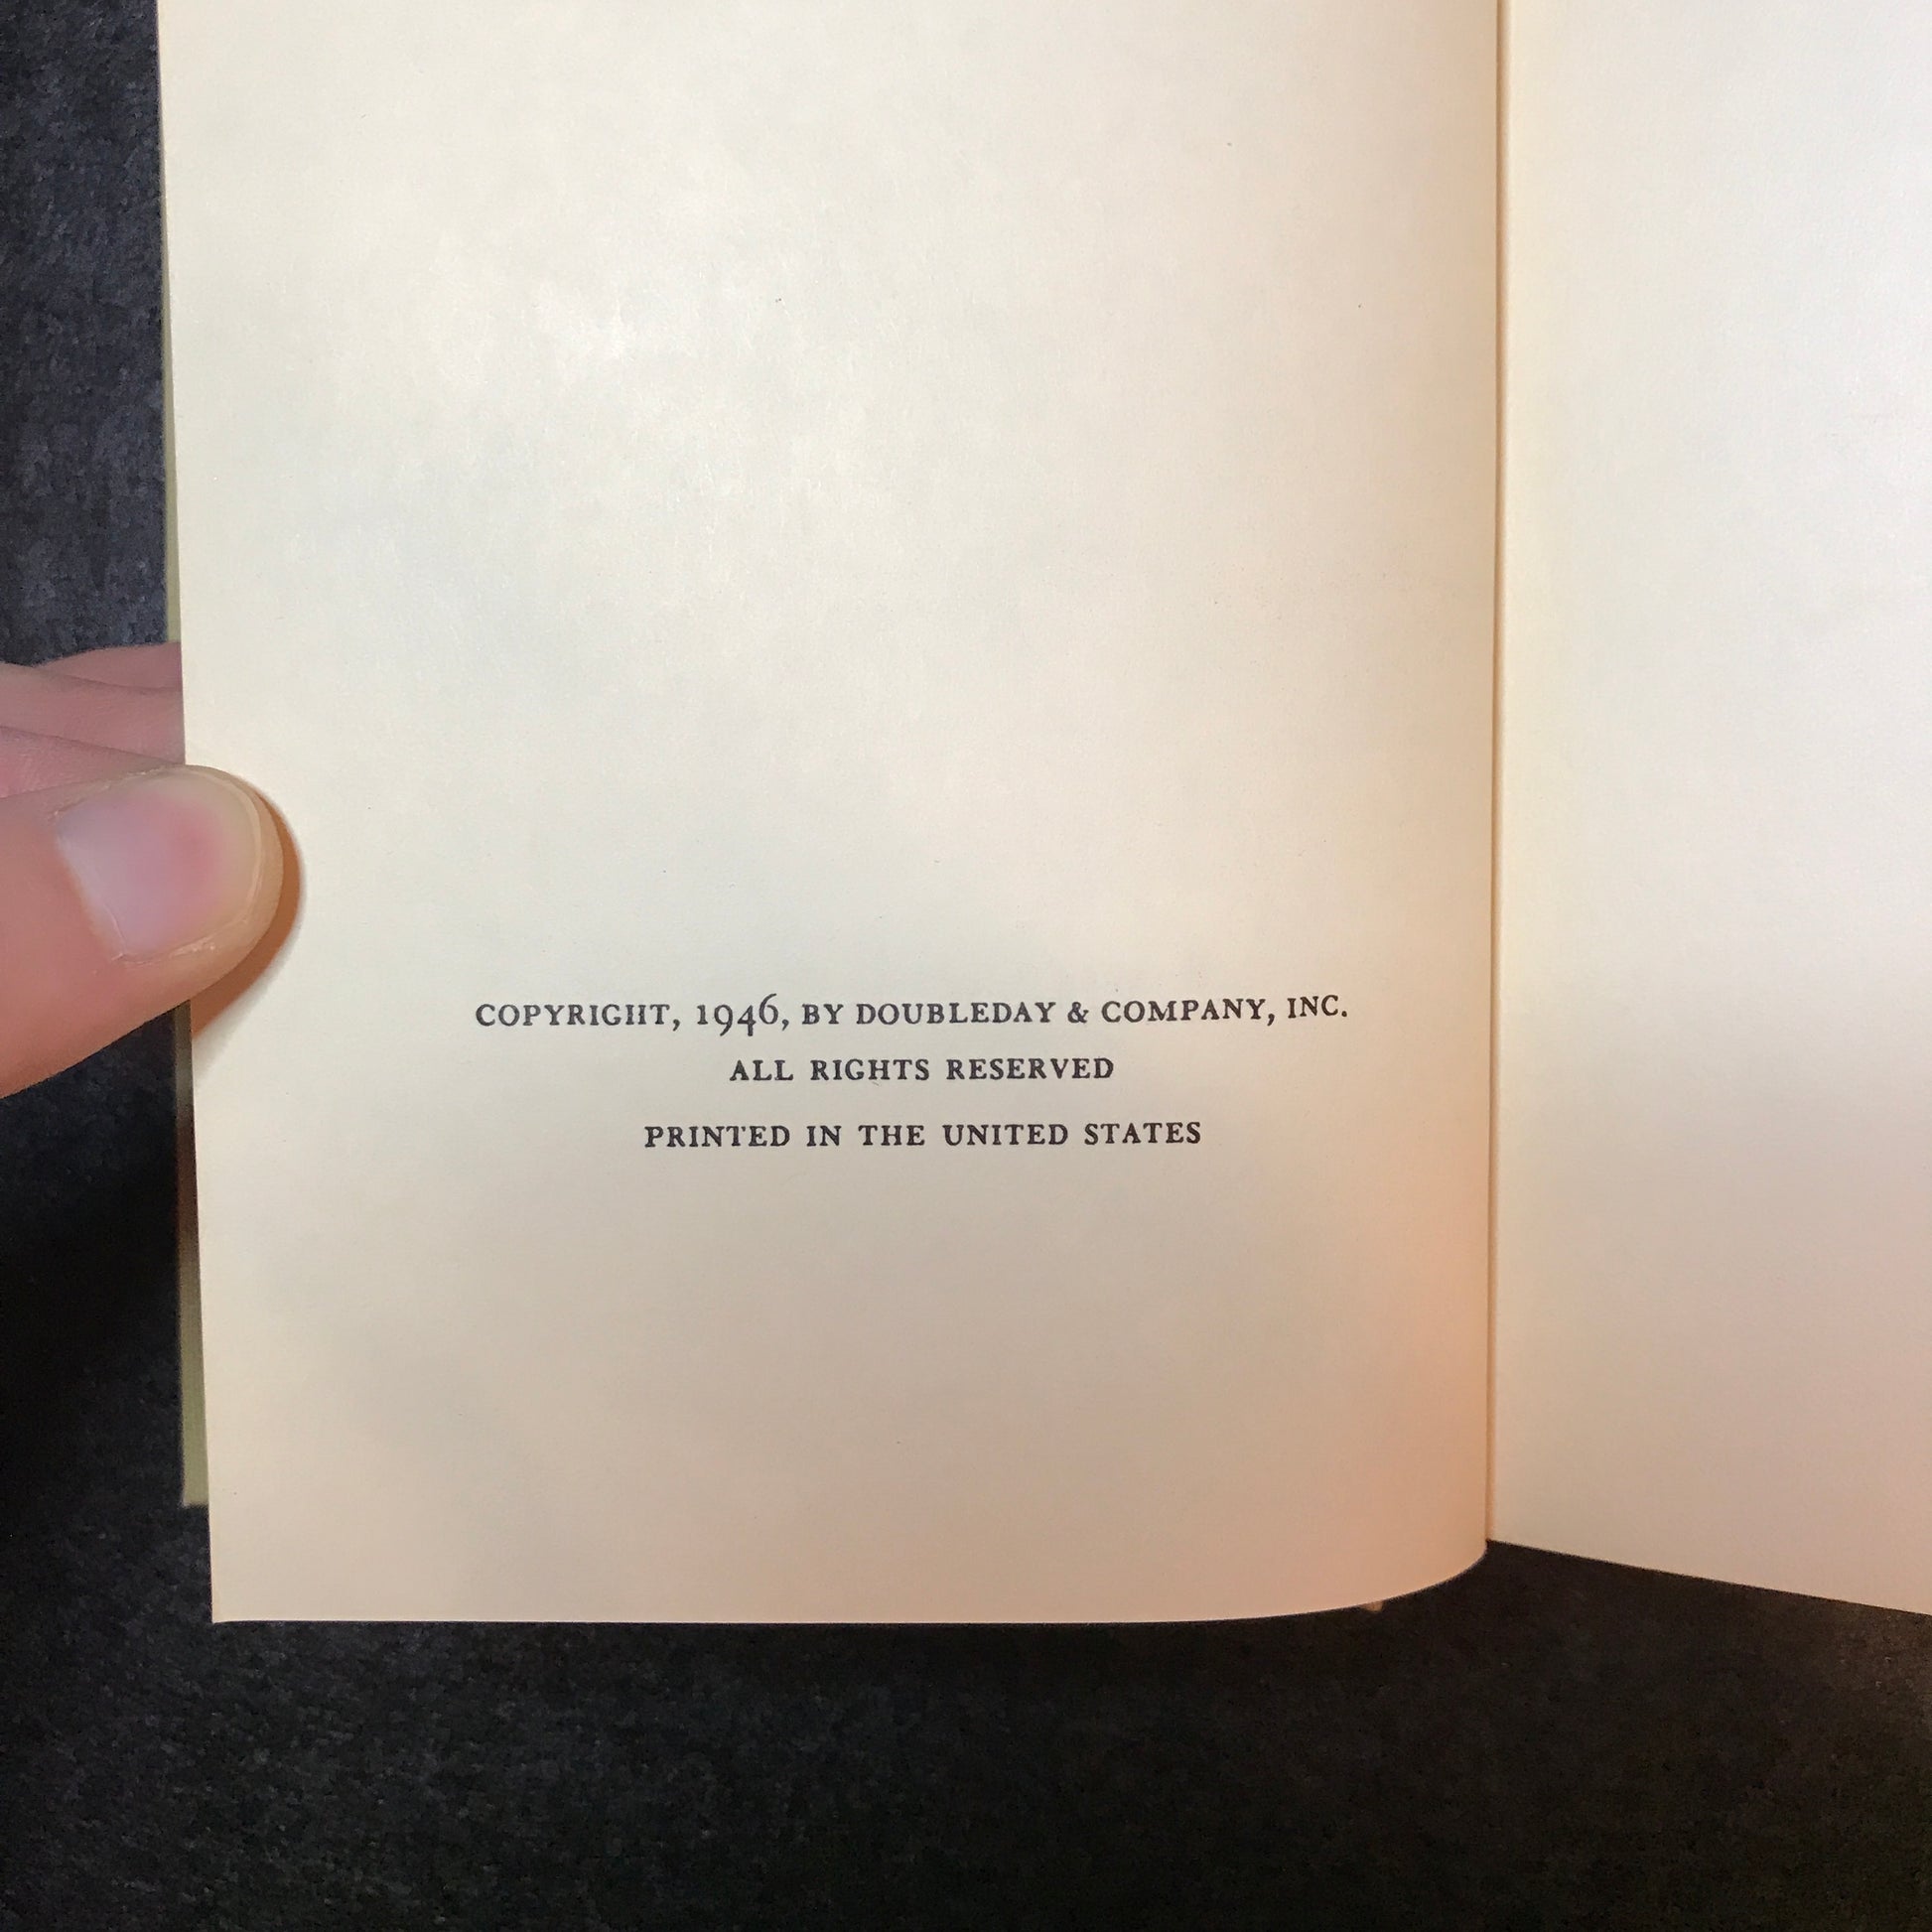 COPYRIGHT, 1946, BY DOUBLEDAY & COMPANY, INC.
ALL RIGHTS RESERVED
PRINTED IN THE UNITED STATES